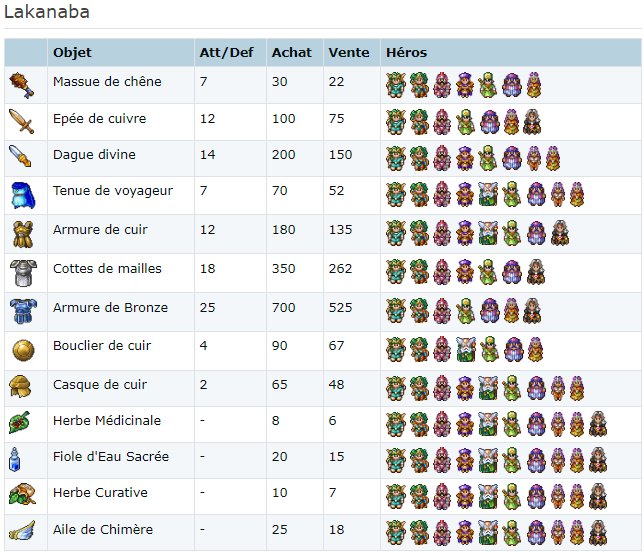 Lakanaba
Objet Att/Def Achat Vente Héros
Massue de chêne 7 30 22
Epée de cuivre 12 100 75
Dague divine 14 200 150
Tenue de voyageur 7 70 52
Armure de cuir 12 180 135
Cottes de mailles 18 350 262
Armure de Bronze 25 700 525
Bouclier de cuir 4 90 67
Casque de cuir 2 65 48
Herbe Médicinale - 8 6
Fiole d'Eau Sacrée - 20 15
Herbe Curative - 10 7
Aile de Chimère - 25 18